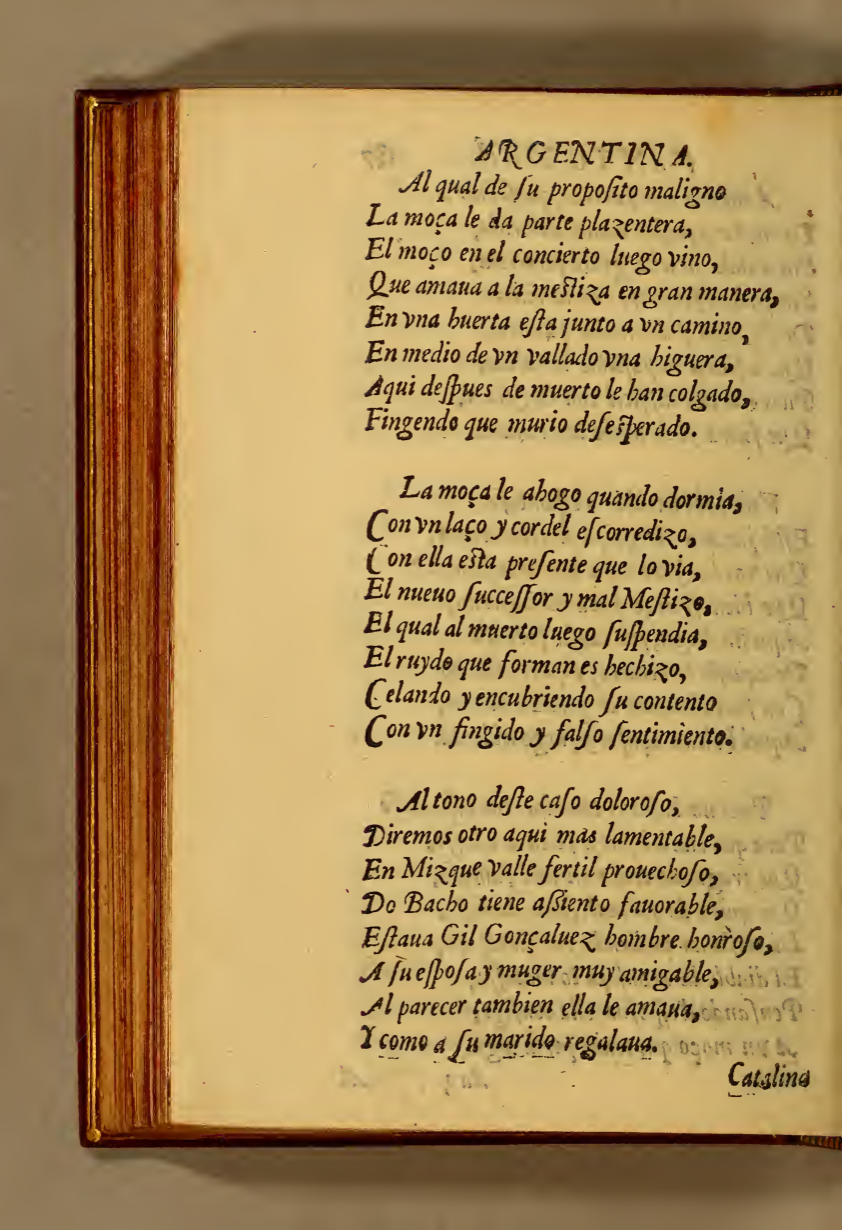 ARGENTINA.
Al qual de ſu propoſito maligno
La moça le da parte plazentera,
El moço en el concierto luego vino,
Que amaua a la meſtiza en gran manera,
En vna huerta eſta junto a vn camino,
En medio de vn vallado vna higuera,
Aqui deſpues de muerto le han colgado,
Fingendo que murio deſeſperado.
La moça le ahogo quando dormia,
Con vn laço y cordel eſcorredizo,
Con ella eſta preſente que lo via,
El nueuo ſucceſſor y mal Meſtizo,
El qual al muerto luego ſuſpendia,
El ruydo que forman es hechizo,
Celando y encubriendo ſu contento
Con vn fingido y falſo ſentimiento.
Al tono deſte caſo doloroſo,
Diremos otro aqui mas lamentable,
En Mizque valle fertil prouechoſo,
Do Bacho tiene aſsiento fauorable,
Eſtaua Gil Gonçaluez hombre honroſo,
A ſu eſpoſa y muger muy amigable,
Al parecer tambien ella le amaua,
Y como a ſu marido regalaua.
Catalina